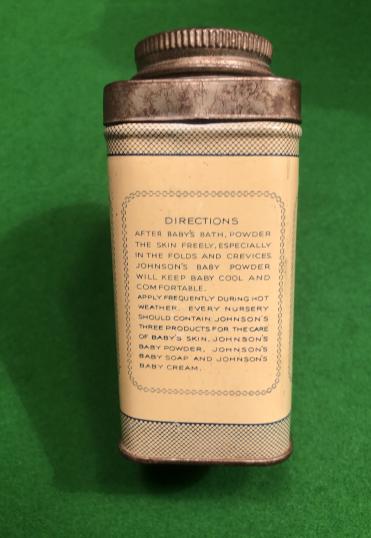 DIRECTIONS
AFTER BABY'S BATH, POWDER
THE SKIN FREELY, ESPECIALLY
IN THE FOLDS AND CREVICES
JOHNSON'S BABY POWDER
WILL KEEP BABY COOL AND
COMFORTABLE.
APPLY FREQUENTLY DURING HOT
WEATHER. EVERY NURSERY
SHOULD CONTAIN JOHNSON'S
THREE PRODUCTS FOR THE CARE
OF BABY'S SKIN, JOHNSON'S
BABY POWDER, JOHNSON'S
BABY SOAP AND JOHNSON'S
BABY CREAM.